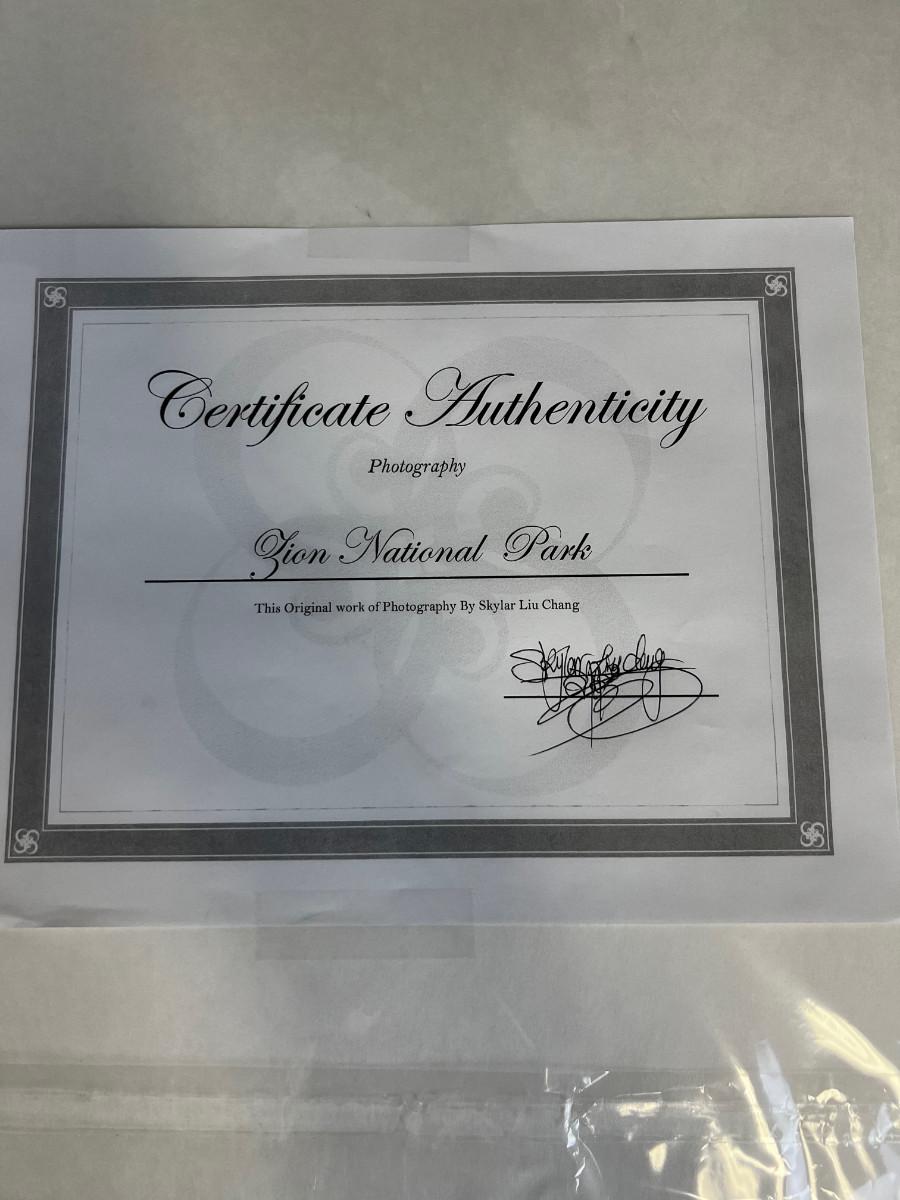 Certificate Authenticity
Photography
Zion National Park
This Original work of Photography By Skylar Liu Chang